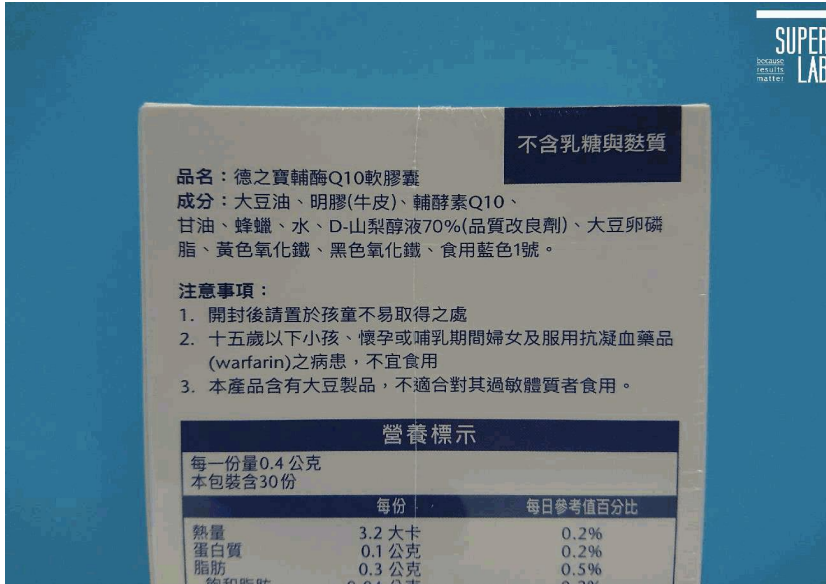 SUPER
LAB
because
results
matter
不含乳糖與麩質
品名：德之寶輔酶Q10軟膠囊
成分：大豆油、明膠(牛皮)、輔酵素Q10、
甘油、蜂蠟、水、D-山梨醇液70%(品質改良劑)、大豆卵磷
脂、黃色氧化鐵、黑色氧化鐵、食用藍色1號。
注意事項：
1. 開封後請置於孩童不易取得之處
2. 十五歲以下小孩、懷孕或哺乳期間婦女及服用抗凝血藥品
(warfarin)之病患，不宜食用
3. 本產品含有大豆製品，不適合對其過敏體質者食用。
營養標示
每一份量0.4 公克
本包裝含30份
每份 每日參考值百分比
熱量 3.2 大卡 0.2%
蛋白質 0.1 公克 0.2%
脂肪 0.3 公克 0.5%